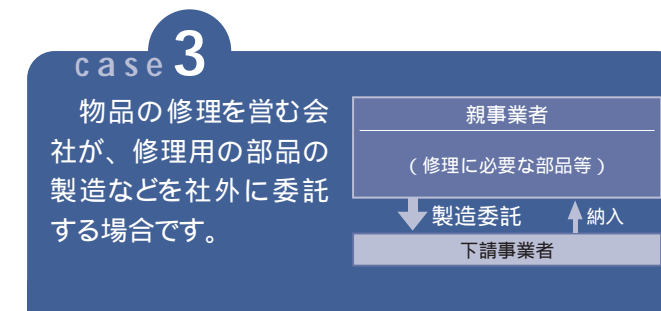 case 3
物品の修理を営む会
社が、修理用の部品の
製造などを社外に委託
する場合です。
親事業者
(修理に必要な部品等)
製造委託
納入
下請事業者